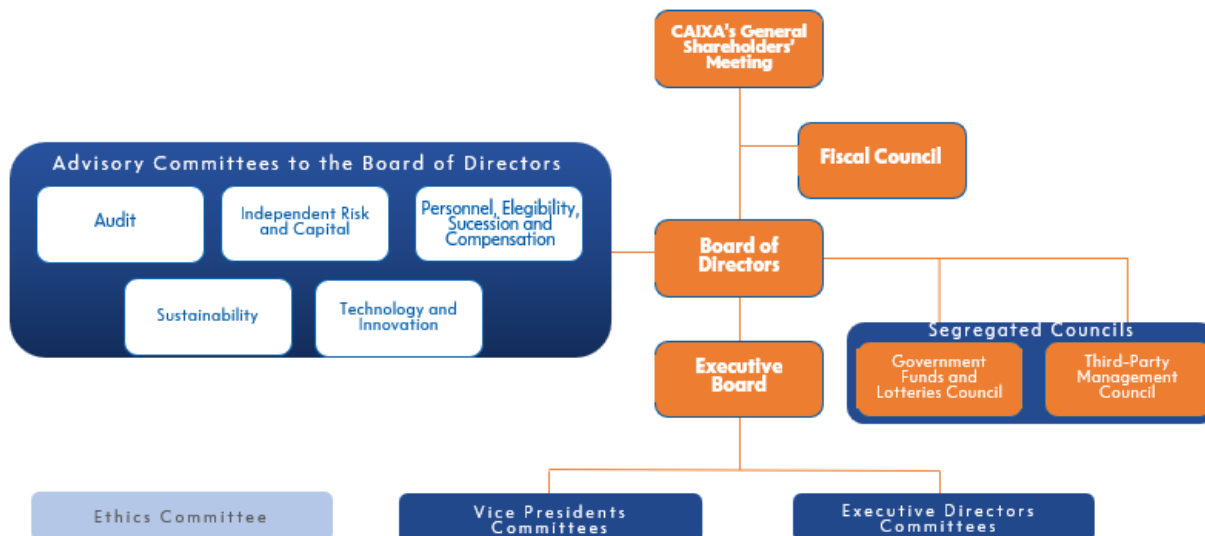 CAIXA's General
Shareholders'
Meeting
Fiscal Council
Advisory Committees to the Board of Directors
Audit
Independent Risk
and Capital
Personnel, Elegibility,
Sucession and
Compensation
Sustainability
Technology and
Innovation
Board of
Directors
Segregated Councils
Government
Funds and
Lotteries Council
Third-Party
Management
Council
Executive
Board
Ethics Committee
Vice Presidents
Committees
Executive Directors
Committees